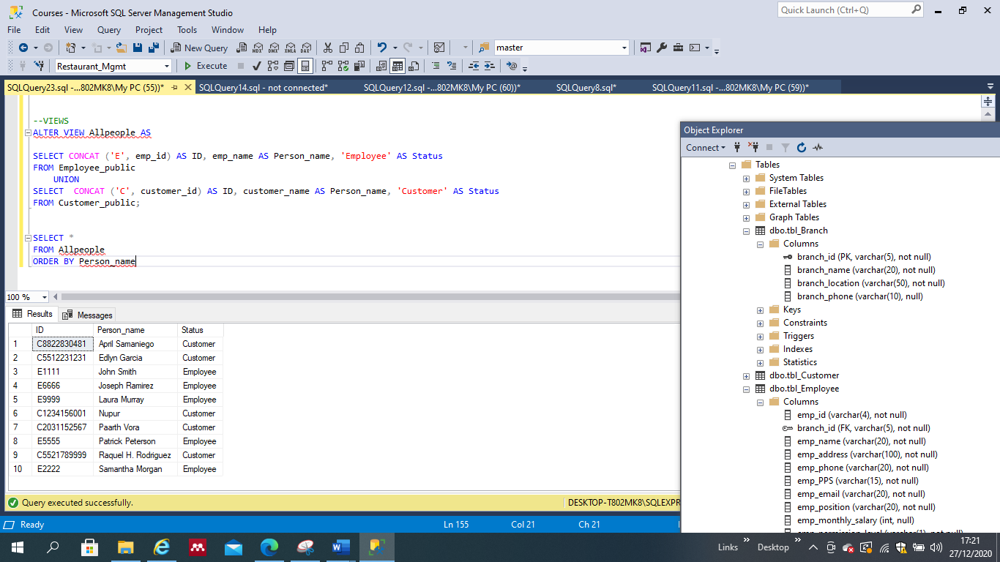 Courses - Microsoft SQL Server Management Studio
Quick Launch (Ctrl+Q)
File Edit View Query Project Tools Window Help
New Query MDX DMX XMLA DAX master
Restaurant_Mgmt Execute
SQLQuery23.sql -...802MK8\My PC (55))* SQLQuery14.sql - not connected* SQLQuery12.sql -...802MK8\My PC (60))* SQLQuery8.sql* SQLQuery11.sql -...802MK8\My PC (59))*
--VIEWS
ALTER VIEW Allpeople AS
SELECT CONCAT ('E', emp_id) AS ID, emp_name AS Person_name, 'Employee' AS Status
FROM Employee_public
UNION
SELECT  CONCAT ('C', customer_id) AS ID, customer_name AS Person_name, 'Customer' AS Status
FROM Customer_public;
SELECT *
FROM Allpeople
ORDER BY Person_name
100 %
Results Messages
ID Person_name Status
1 C8822830481 April Samaniego Customer
2 C5512231231 Edlyn Garcia Customer
3 E1111 John Smith Employee
4 E6666 Joseph Ramirez Employee
5 E9999 Laura Murray Employee
6 C1234156001 Nupur Customer
7 C2031152567 Paarth Vora Customer
8 E5555 Patrick Peterson Employee
9 C5521789999 Raquel H. Rodriguez Customer
10 E2222 Samantha Morgan Employee
Query executed successfully. DESKTOP-T802MK8\SQLEXPR
Object Explorer
Connect
Tables
System Tables
FileTables
External Tables
Graph Tables
dbo.tbl_Branch
Columns
branch_id (PK, varchar(5), not null)
branch_name (varchar(20), not null)
branch_location (varchar(50), not null)
branch_phone (varchar(10), null)
Keys
Constraints
Triggers
Indexes
Statistics
dbo.tbl_Customer
dbo.tbl_Employee
Columns
emp_id (varchar(4), not null)
branch_id (FK, varchar(5), not null)
emp_name (varchar(20), not null)
emp_address (varchar(100), not null)
emp_phone (varchar(20), not null)
emp_PPS (varchar(15), not null)
emp_email (varchar(20), not null)
emp_position (varchar(20), not null)
emp_monthly_salary (int, null)
emp_permission_level (varchar(1), not null)
Ready Ln 155 Col 21 Ch 21
Links Desktop 17:21
27/12/2020